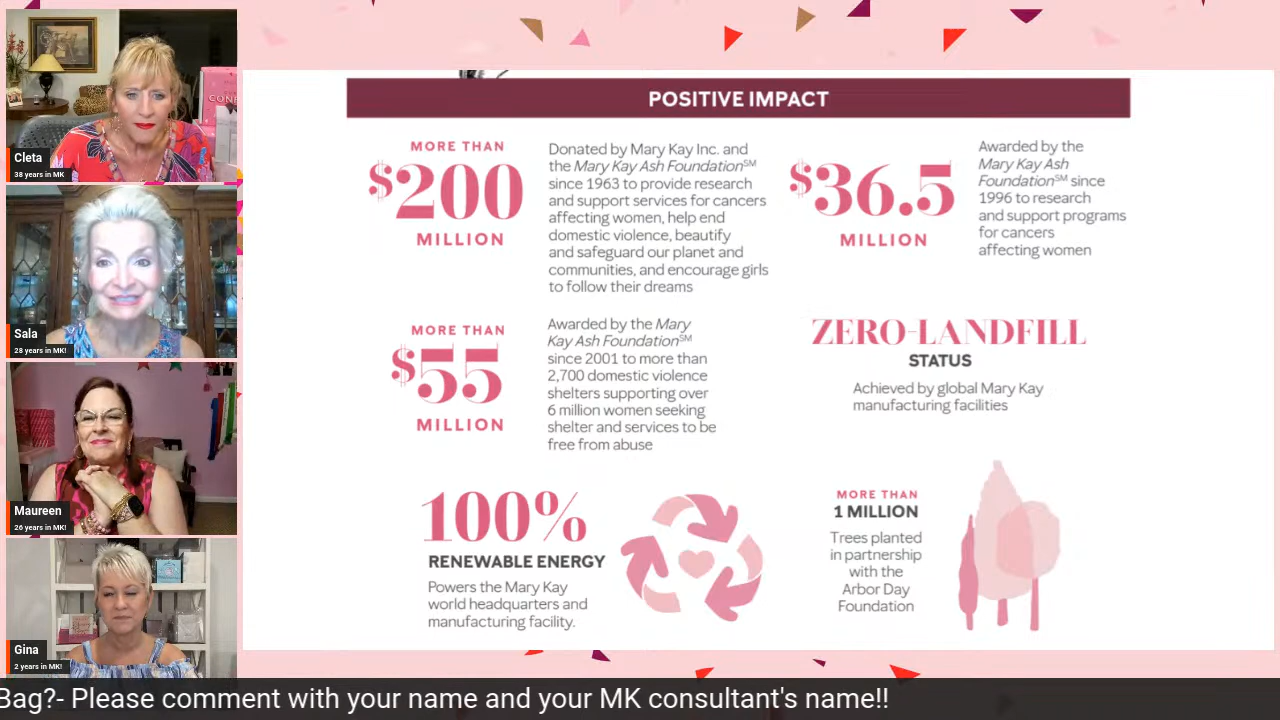 Cleta
38 years in MK
Sala
28 years in MK!
Maureen
26 years in MK!
Gina
2 years in MK!
POSITIVE IMPACT
MORE THAN
$200
MILLION
Donated by Mary Kay Inc. and
the Mary Kay Ash Foundation℠
since 1963 to provide research
and support services for cancers
affecting women, help end
domestic violence, beautify
and safeguard our planet and
communities, and encourage girls
to follow their dreams
$36.5
MILLION
Awarded by the
Mary Kay Ash
Foundation℠ since
1996 to research
and support programs
for cancers
affecting women
MORE THAN
$55
MILLION
Awarded by the Mary
Kay Ash Foundation℠
since 2001 to more than
2,700 domestic violence
shelters supporting over
6 million women seeking
shelter and services to be
free from abuse
ZERO-LANDFILL
STATUS
Achieved by global Mary Kay
manufacturing facilities
100%
RENEWABLE ENERGY
Powers the Mary Kay
world headquarters and
manufacturing facility.
MORE THAN
1 MILLION
Trees planted
in partnership
with the
Arbor Day
Foundation
Bag?- Please comment with your name and your MK consultant's name!!